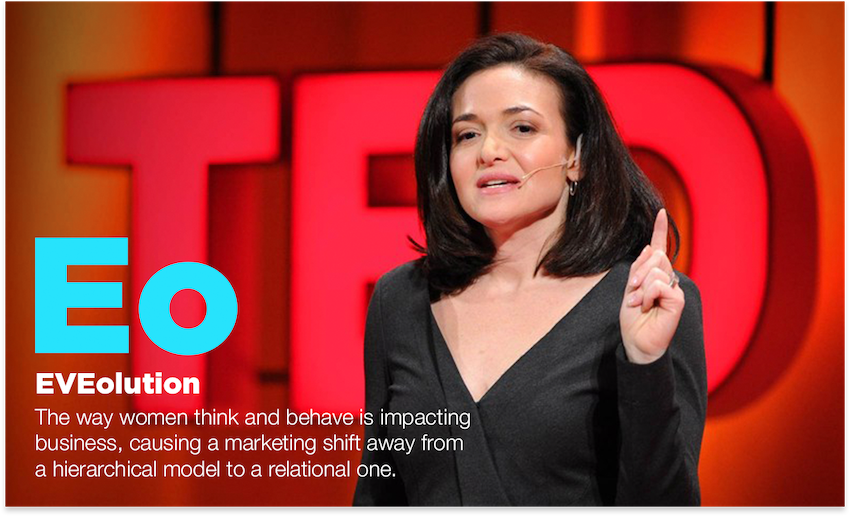 TED
Eo
EVEolution
The way women think and behave is impacting
business, causing a marketing shift away from
a hierarchical model to a relational one.